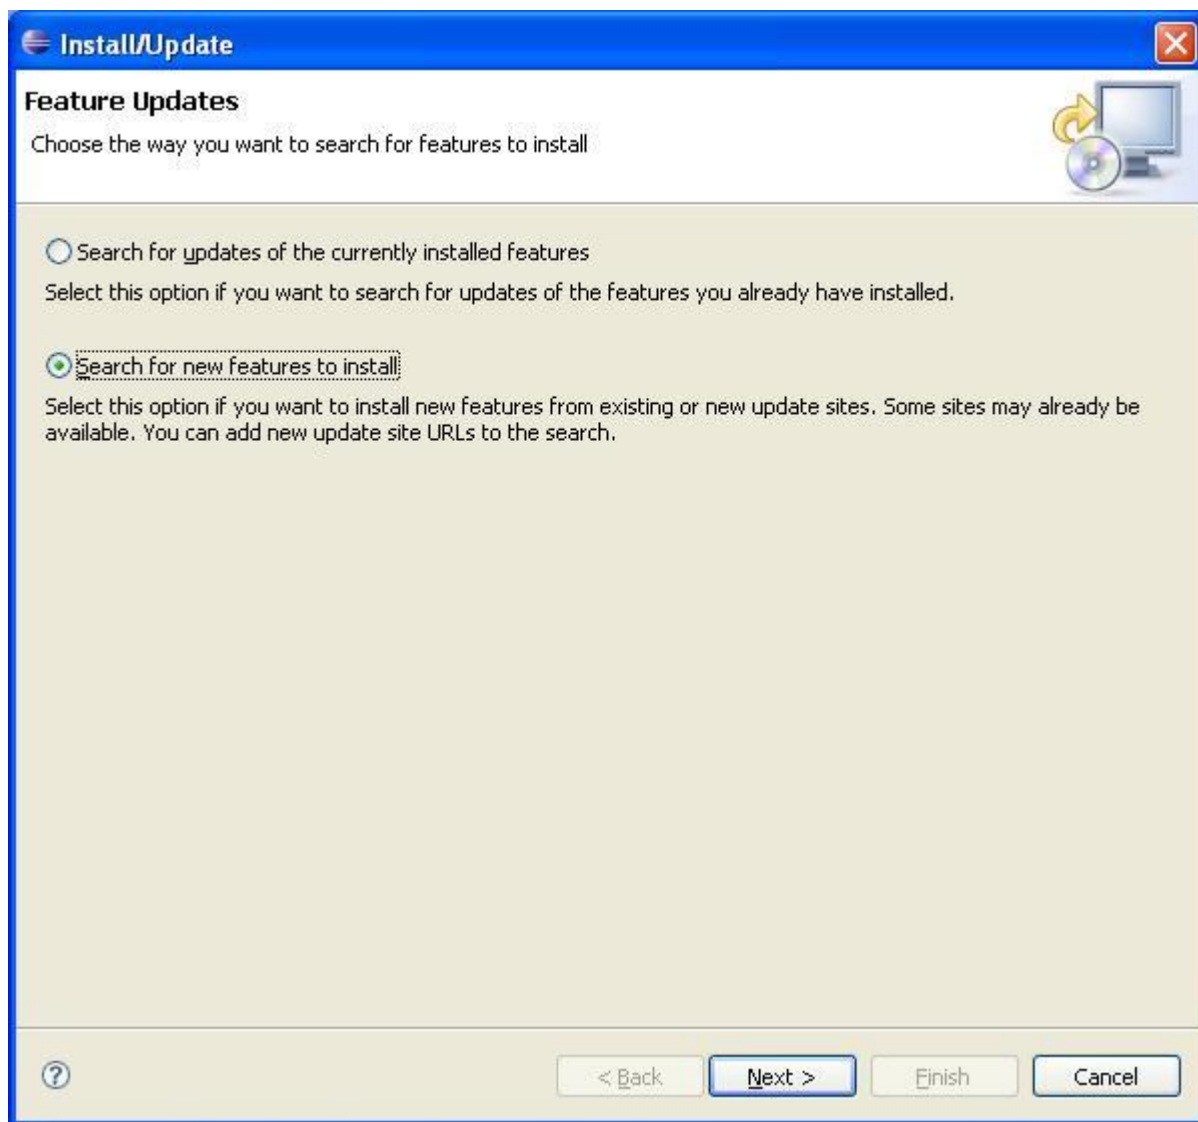 Install/Update
Feature Updates
Choose the way you want to search for features to install
Search for updates of the currently installed features
Select this option if you want to search for updates of the features you already have installed.
Search for new features to install
Select this option if you want to install new features from existing or new update sites. Some sites may already be
available. You can add new update site URLs to the search.
? < Back Next > Finish Cancel